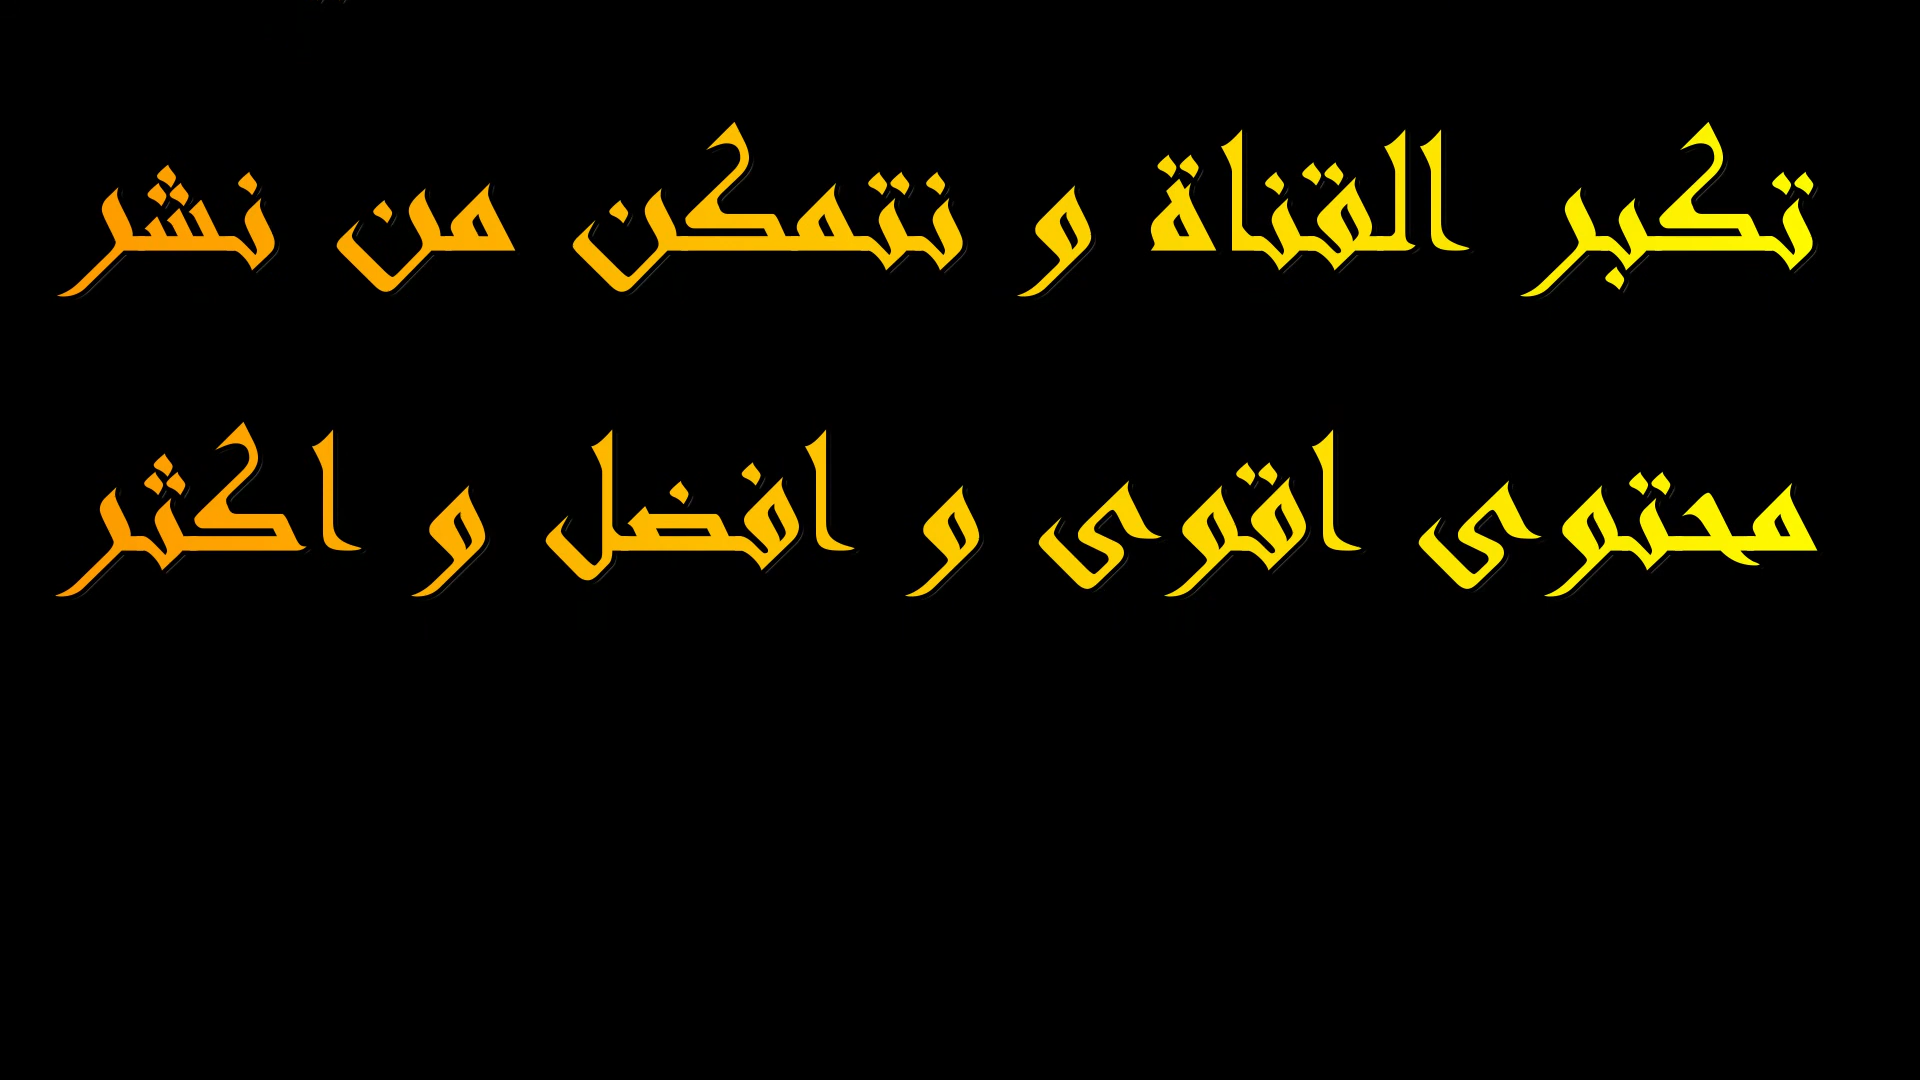 تكبر القناة و نتمكن من نشر
محتوى اقوى و افضل و اكثر